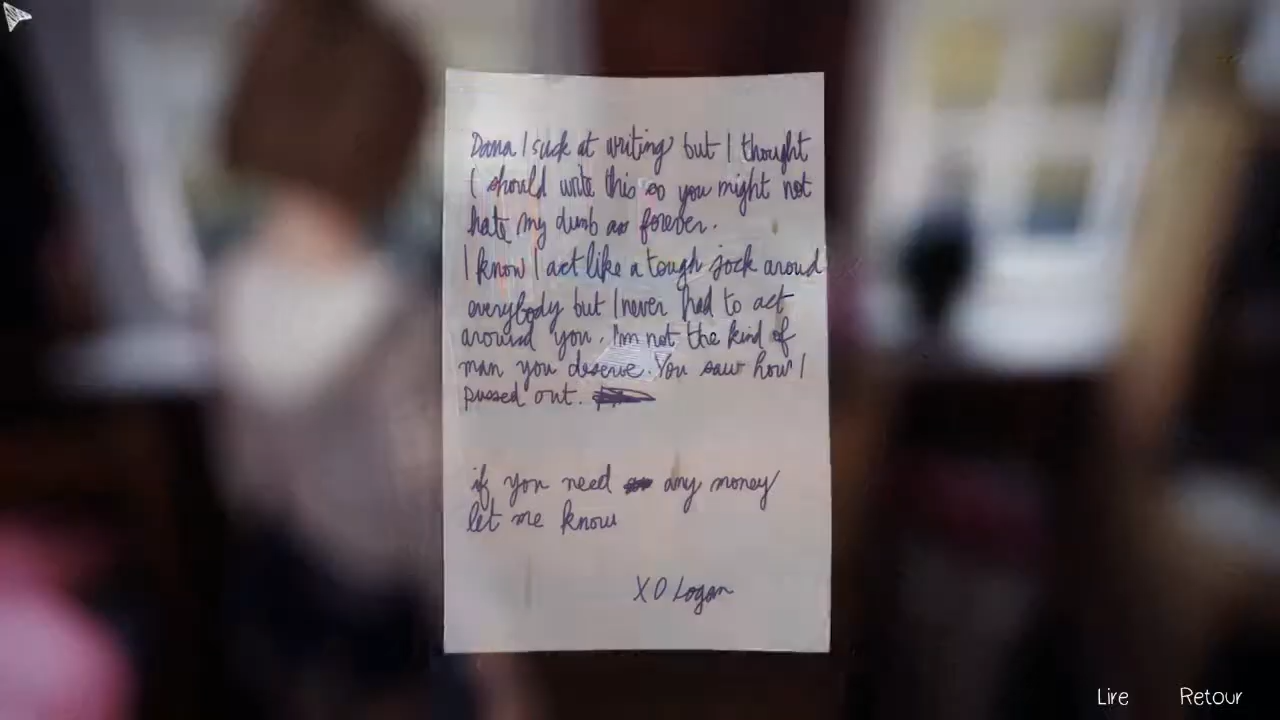 Dana I suck at writing but I thought
I should write this so you might not
hate my dumb ass forever.
I know I act like a tough jock aroud
everybody but I never had to act
around you. I'm not the kind of
man you deserve. You saw how I
pussed out.
if you need any money
let me know
XO Logan
Lire Retour